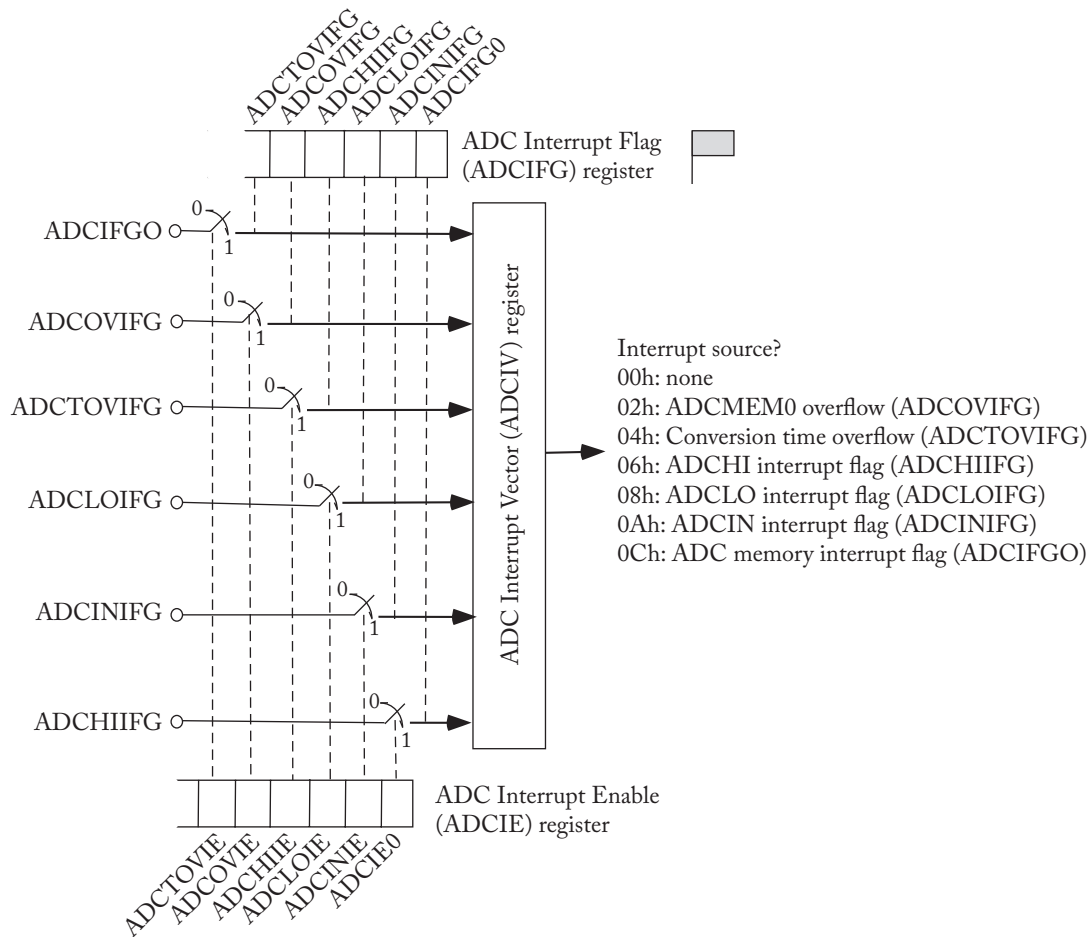 ADCTOVIFG
ADCOVIFG
ADCHIIFG
ADCLOIFG
ADCINIFG
ADCIFG0
ADC Interrupt Flag
(ADCIFG) register
ADCIFGO
0
1
ADCOVIFG
0
1
ADCTOVIFG
0
1
ADCLOIFG
0
1
ADCINIFG
0
1
ADCHIIFG
0
1
ADC Interrupt Vector (ADCIV) register
Interrupt source?
00h: none
02h: ADCMEM0 overflow (ADCOVIFG)
04h: Conversion time overflow (ADCTOVIFG)
06h: ADCHI interrupt flag (ADCHIIFG)
08h: ADCLO interrupt flag (ADCLOIFG)
0Ah: ADCIN interrupt flag (ADCINIFG)
0Ch: ADC memory interrupt flag (ADCIFGO)
ADC Interrupt Enable
(ADCIE) register
ADCTOVIE
ADCOVIE
ADCHIIE
ADCLOIE
ADCINIE
ADCIE0